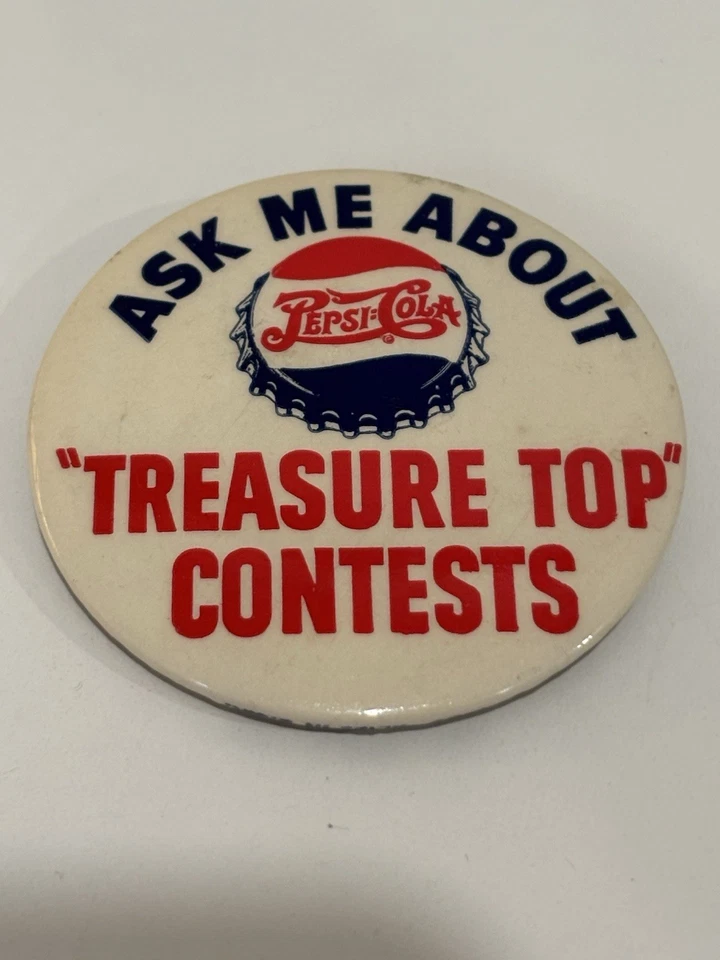 ASK ME ABOUT
PEPSI=COLA
"TREASURE TOP"
CONTESTS